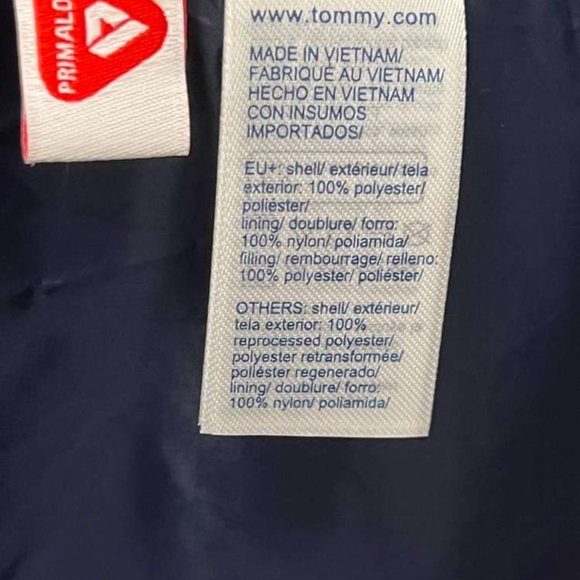 PRIMALO
www.tommy.com
MADE IN VIETNAM/
FABRIQUÉ AU VIETNAM/
HECHO EN VIETNAM
CON INSUMOS
IMPORTADOS/
EU+: shell/ extérieur/ tela
exterior: 100% polyester/
poliéster/
lining/ doublure/ forro:
100% nylon/ poliamida/
filling/ rembourrage/ relleno:
100% polyester/ poliéster/
OTHERS: shell/ extérieur/
tela exterior: 100%
reprocessed polyester/
polyester retransformée/
poliéster regenerado/
lining/ doublure/ forro:
100% nylon/ poliamida/